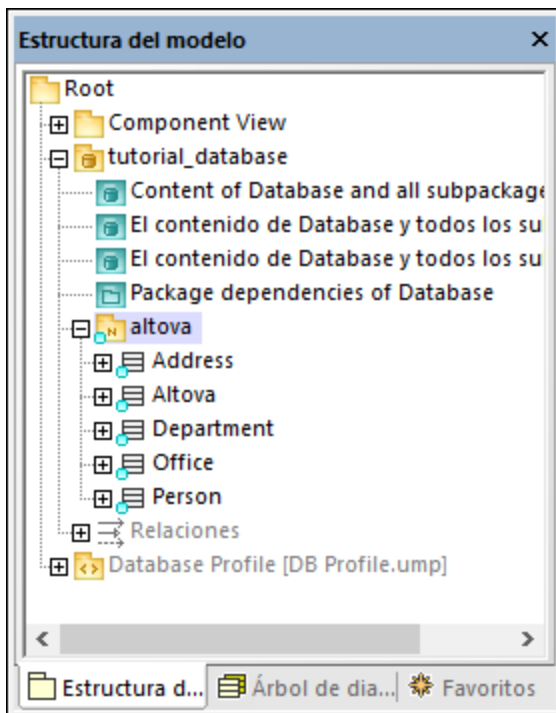 Estructura del modelo
Root
Component View
tutorial_database
Content of Database and all subpackage
El contenido de Database y todos los su
El contenido de Database y todos los su
Package dependencies of Database
altova
Address
Altova
Department
Office
Person
Relaciones
Database Profile [DB Profile.ump]
Estructura d... Árbol de dia... Favoritos